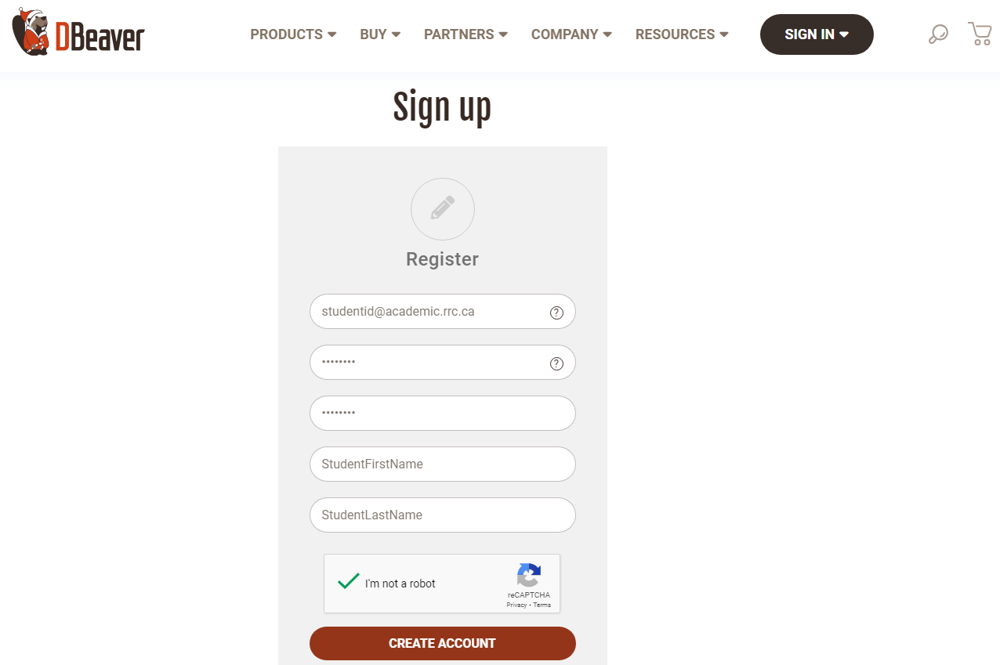 DBeaver PRODUCTS BUY PARTNERS COMPANY RESOURCES SIGN IN
Sign up
Register
studentid@academic.rrc.ca ?
•••••••• ?
••••••••
StudentFirstName
StudentLastName
I'm not a robot
reCAPTCHA
Privacy - Terms
CREATE ACCOUNT